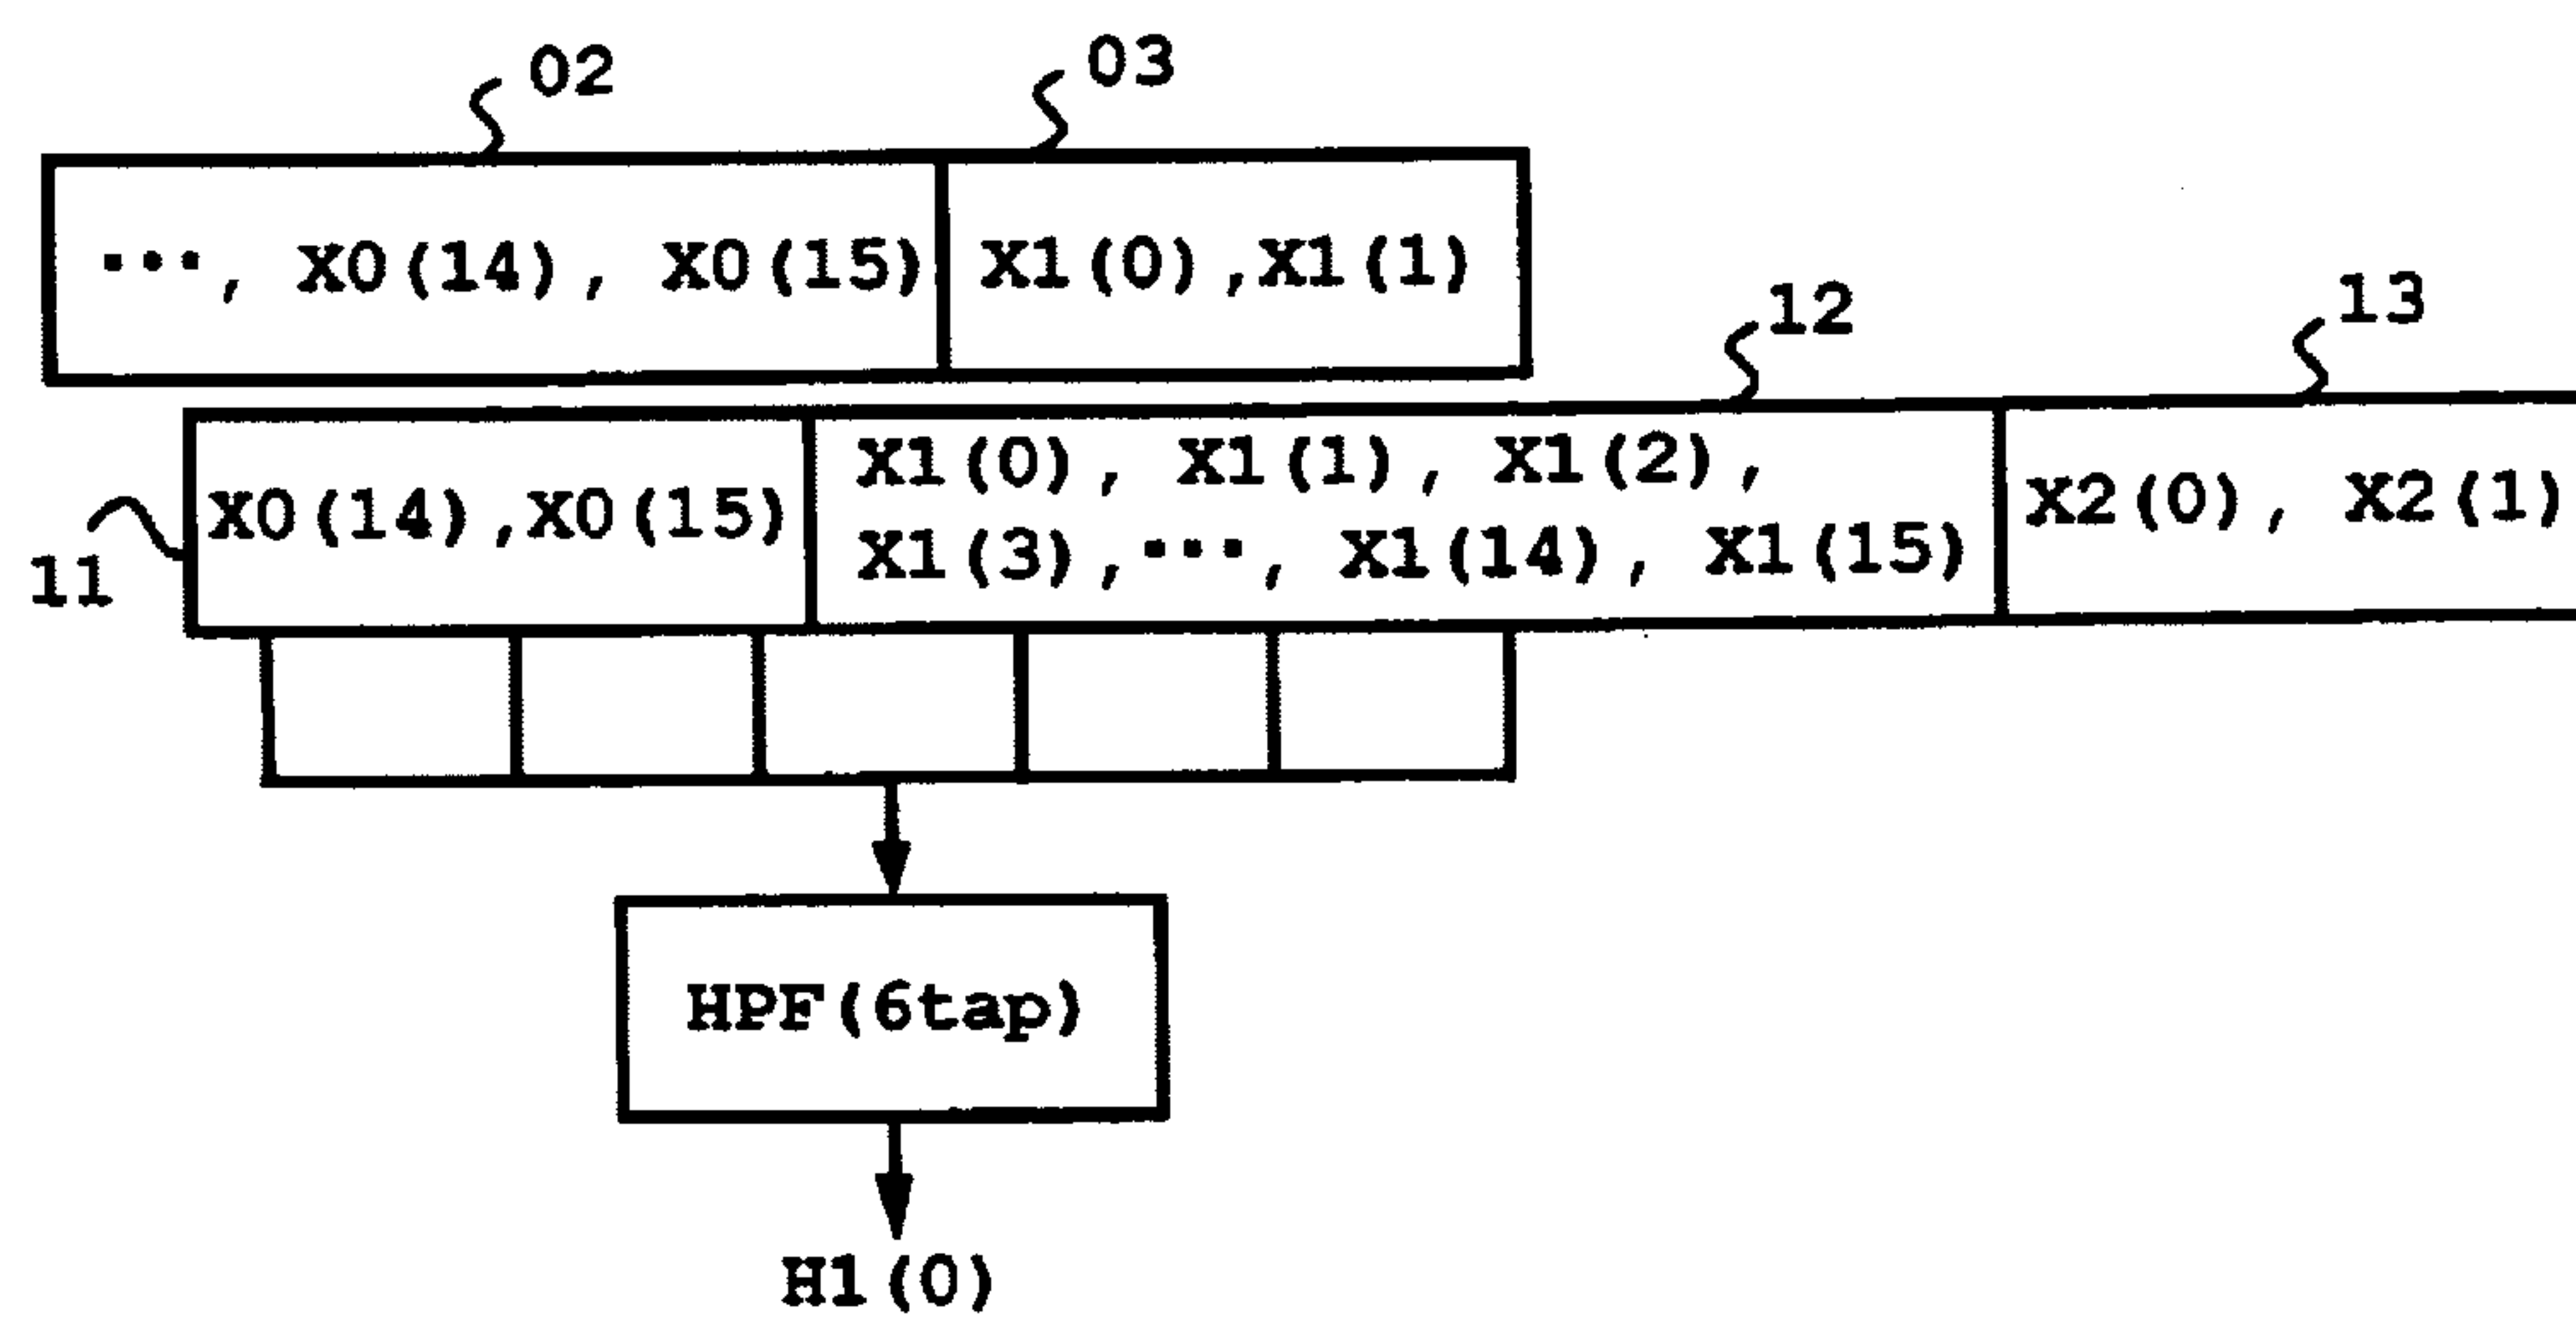 02
03
···, X0(14), X0(15)
X1(0),X1(1)
12
13
11
X0(14),X0(15)
X1(0), X1(1), X1(2),
X1(3),···, X1(14), X1(15)
X2(0), X2(1)
HPF(6tap)
H1(0)